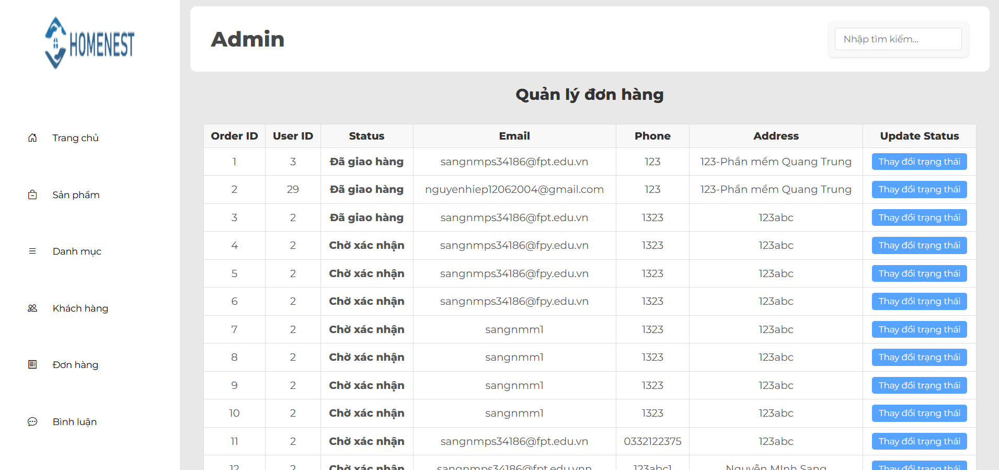 HOMENEST
Trang chủ
Sản phẩm
Danh mục
Khách hàng
Đơn hàng
Bình luận
Admin
Nhập tìm kiếm...
Quản lý đơn hàng
Order ID User ID Status Email Phone Address Update Status
1 3 Đã giao hàng sangnmps34186@fpt.edu.vn 123 123-Phần mềm Quang Trung Thay đổi trạng thái
2 29 Đã giao hàng nguyenhiep12062004@gmail.com 123 123-Phần mềm Quang Trung Thay đổi trạng thái
3 2 Đã giao hàng sangnmps34186@fpt.edu.vn 1323 123abc Thay đổi trạng thái
4 2 Chờ xác nhận sangnmps34186@fpy.edu.vn 1323 123abc Thay đổi trạng thái
5 2 Chờ xác nhận sangnmps34186@fpy.edu.vn 1323 123abc Thay đổi trạng thái
6 2 Chờ xác nhận sangnmps34186@fpy.edu.vn 1323 123abc Thay đổi trạng thái
7 2 Chờ xác nhận sangnmm1 1323 123abc Thay đổi trạng thái
8 2 Chờ xác nhận sangnmm1 1323 123abc Thay đổi trạng thái
9 2 Chờ xác nhận sangnmm1 1323 123abc Thay đổi trạng thái
10 2 Chờ xác nhận sangnmm1 1323 123abc Thay đổi trạng thái
11 2 Chờ xác nhận sangnmps34186@fpt.edu.vn 0332122375 123abc Thay đổi trạng thái
12 2 Chờ xác nhận sangnmps34186@fpt.edu.vnn 123abc1 Nguyễn MInh Sang Thay đổi trạng thái